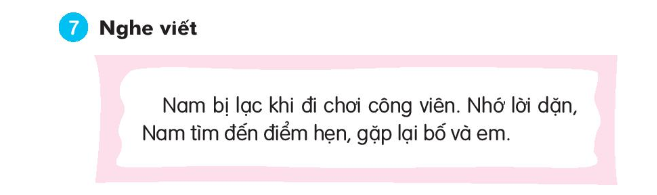 7 Nghe viết
Nam bị lạc khi đi chơi công viên. Nhớ lời dặn,
Nam tìm đến điểm hẹn, gặp lại bố và em.